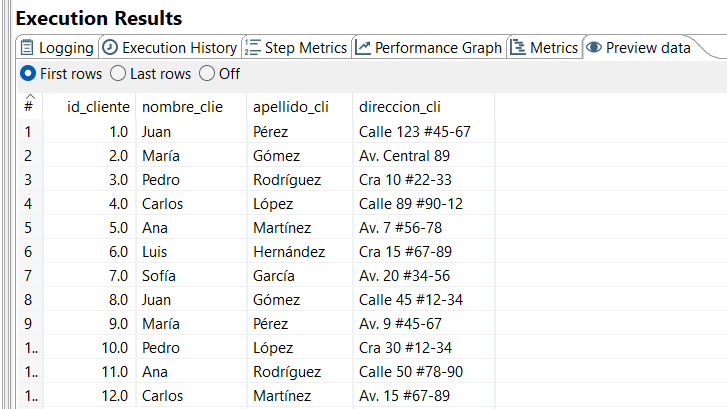 Execution Results
Logging Execution History Step Metrics Performance Graph Metrics Preview data
First rows Last rows Off
# id_cliente nombre_clie apellido_cli direccion_cli
1 1.0 Juan Pérez Calle 123 #45-67
2 2.0 María Gómez Av. Central 89
3 3.0 Pedro Rodríguez Cra 10 #22-33
4 4.0 Carlos López Calle 89 #90-12
5 5.0 Ana Martínez Av. 7 #56-78
6 6.0 Luis Hernández Cra 15 #67-89
7 7.0 Sofía García Av. 20 #34-56
8 8.0 Juan Gómez Calle 45 #12-34
9 9.0 María Pérez Av. 9 #45-67
1.. 10.0 Pedro López Cra 30 #12-34
1.. 11.0 Ana Rodríguez Calle 50 #78-90
1.. 12.0 Carlos Martínez Av. 15 #67-89